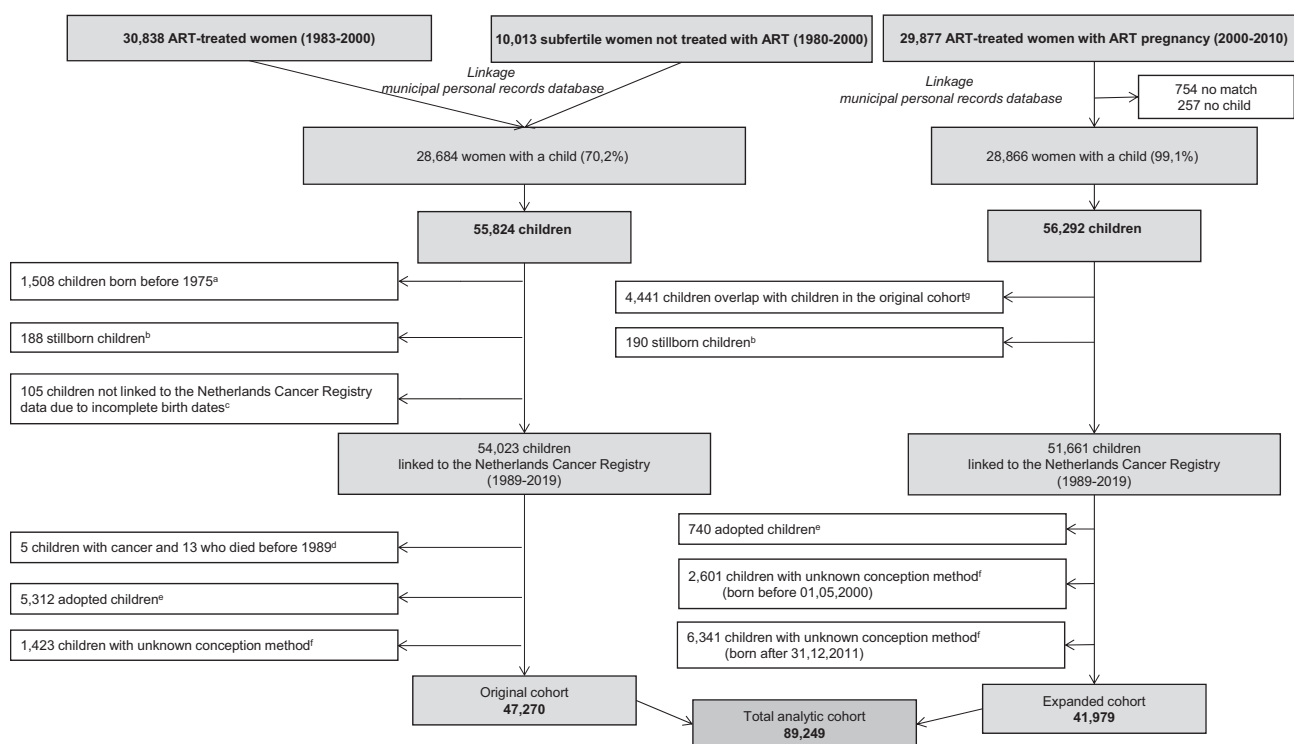 30,838 ART-treated women (1983-2000)
10,013 subfertile women not treated with ART (1980-2000)
29,877 ART-treated women with ART pregnancy (2000-2010)
Linkage
municipal personal records database
Linkage
municipal personal records database
754 no match
257 no child
28,684 women with a child (70,2%)
28,866 women with a child (99,1%)
55,824 children
56,292 children
1,508 children born before 1975ᵃ
4,441 children overlap with children in the original cohortᵍ
188 stillborn childrenᵇ
190 stillborn childrenᵇ
105 children not linked to the Netherlands Cancer Registry
data due to incomplete birth datesᶜ
54,023 children
linked to the Netherlands Cancer Registry
(1989-2019)
51,661 children
linked to the Netherlands Cancer Registry
(1989-2019)
5 children with cancer and 13 who died before 1989ᵈ
740 adopted childrenᵉ
5,312 adopted childrenᵉ
2,601 children with unknown conception methodᶠ
(born before 01,05,2000)
1,423 children with unknown conception methodᶠ
6,341 children with unknown conception methodᶠ
(born after 31,12,2011)
Original cohort
47,270
Total analytic cohort
89,249
Expanded cohort
41,979